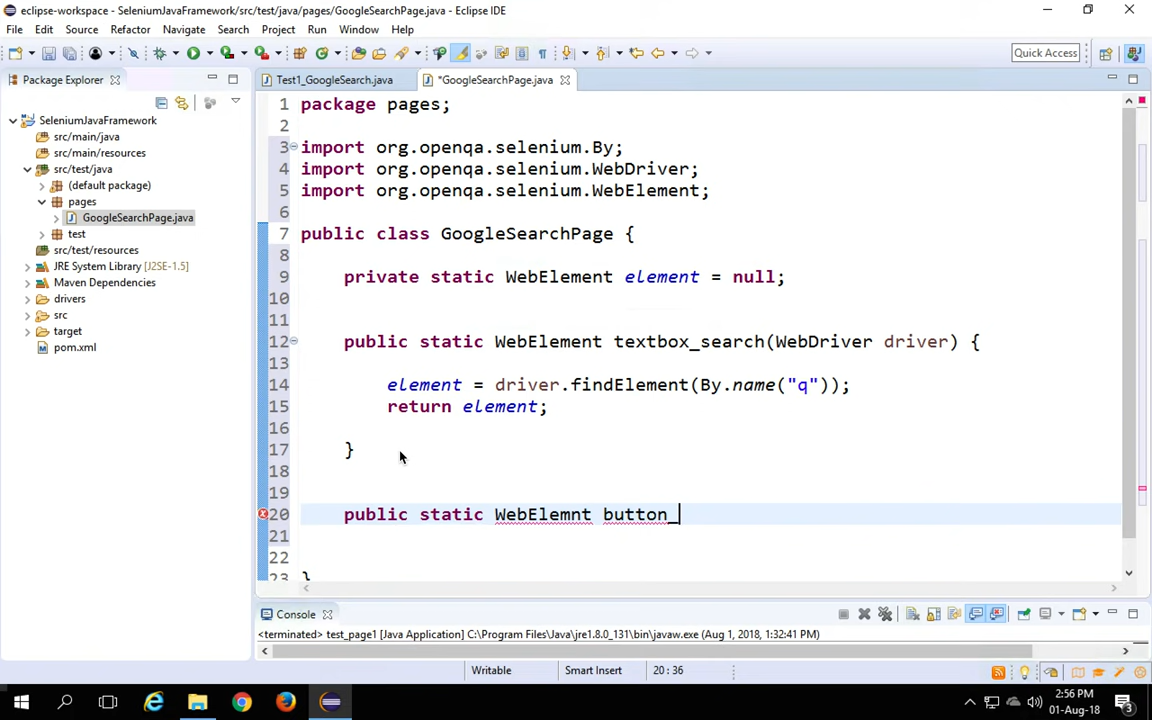 eclipse-workspace - SeleniumJavaFramework/src/test/java/pages/GoogleSearchPage.java - Eclipse IDE
File Edit Source Refactor Navigate Search Project Run Window Help
Quick Access
Package Explorer
Test1_GoogleSearch.java
*GoogleSearchPage.java
SeleniumJavaFramework
src/main/java
src/main/resources
src/test/java
(default package)
pages
GoogleSearchPage.java
test
src/test/resources
JRE System Library [J2SE-1.5]
Maven Dependencies
drivers
src
target
pom.xml
1 package pages;
2
3 import org.openqa.selenium.By;
4 import org.openqa.selenium.WebDriver;
5 import org.openqa.selenium.WebElement;
6
7 public class GoogleSearchPage {
8
9 private static WebElement element = null;
10
11
12 public static WebElement textbox_search(WebDriver driver) {
13
14 element = driver.findElement(By.name("q"));
15 return element;
16
17 }
18
19
20 public static WebElemnt button_
21
22
23 }
Console
<terminated> test_page1 [Java Application] C:\Program Files\Java\jre1.8.0_131\bin\javaw.exe (Aug 1, 2018, 1:32:41 PM)
Writable Smart Insert 20 : 36
2:56 PM
01-Aug-18
3